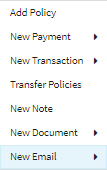 Add Policy
New Payment
New Transaction
Transfer Policies
New Note
New Document
New Email